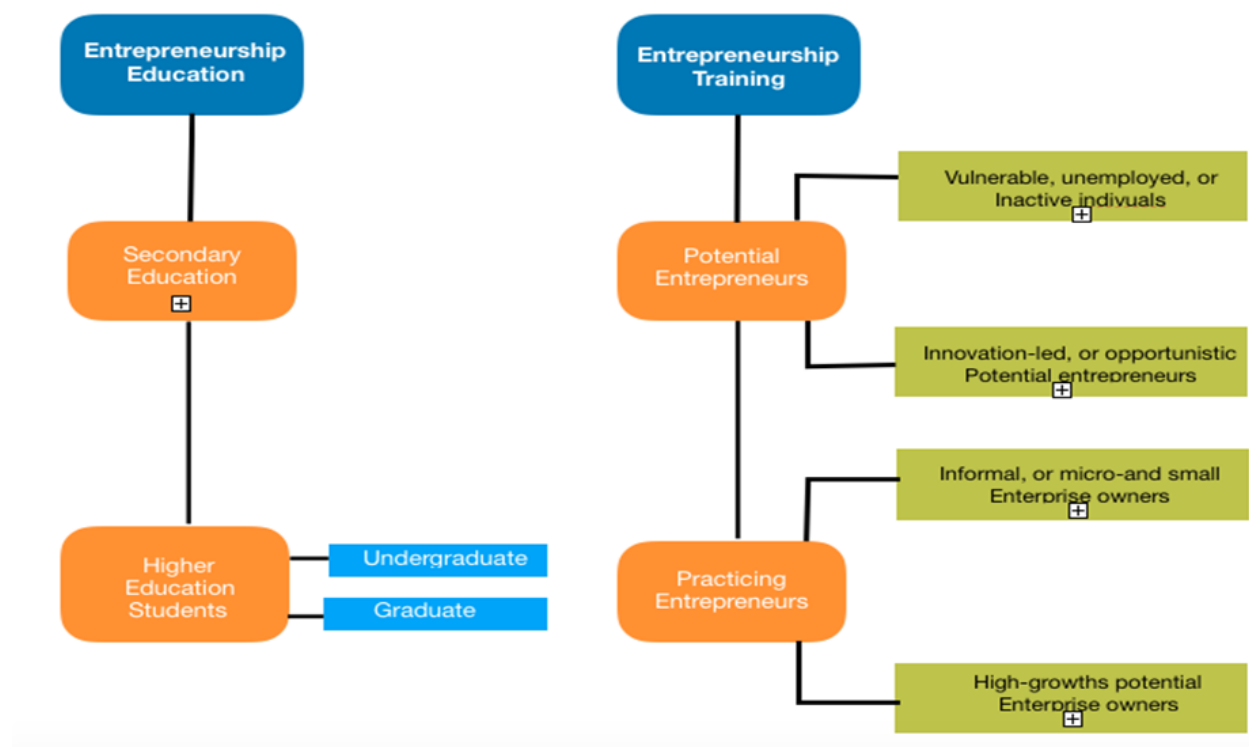 Entrepreneurship
Education
Secondary
Education
Higher
Education
Students
Undergraduate
Graduate
Entrepreneurship
Training
Potential
Entrepreneurs
Vulnerable, unemployed, or
Inactive indivuals
Innovation-led, or opportunistic
Potential entrepreneurs
Practicing
Entrepreneurs
Informal, or micro-and small
Enterprise owners
High-growths potential
Enterprise owners